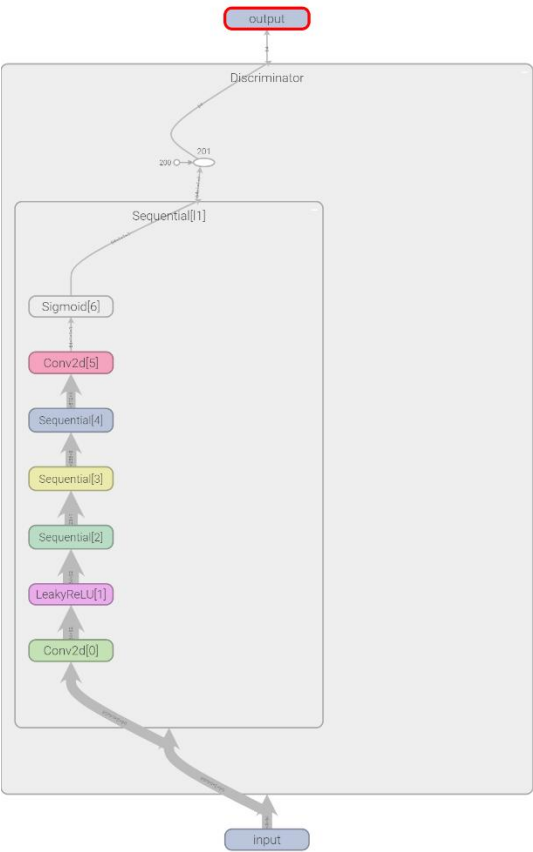 output
Discriminator
201
200
Sequential[l1]
Sigmoid[6]
Conv2d[5]
Sequential[4]
Sequential[3]
Sequential[2]
LeakyReLU[1]
Conv2d[0]
input